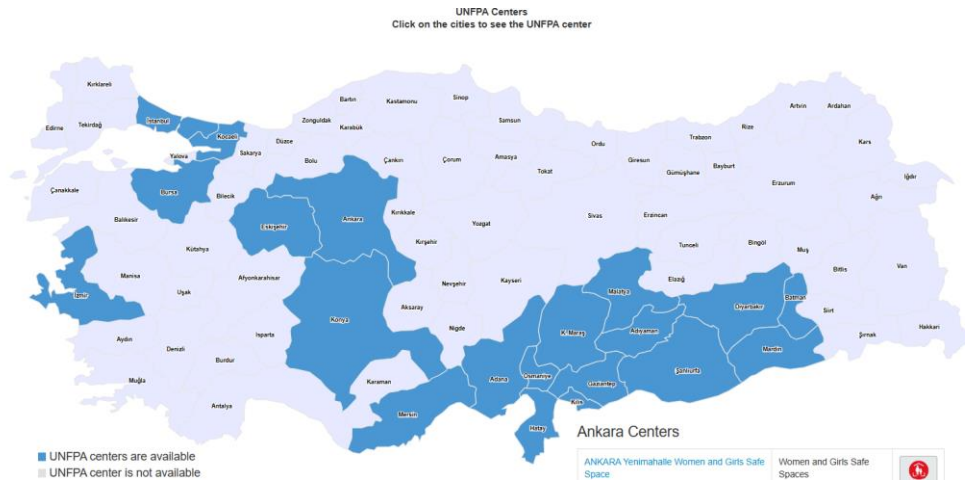 UNFPA Centers
Click on the cities to see the UNFPA center
Kırklareli
Edirne
Tekirdağ
İstanbul
Kocaeli
Yalova
Sakarya
Düzce
Zonguldak
Bartın
Karabük
Kastamonu
Sinop
Samsun
Ordu
Giresun
Trabzon
Rize
Artvin
Ardahan
Kars
Iğdır
Çanakkale
Balıkesir
Bursa
Bilecik
Bolu
Çankırı
Çorum
Amasya
Tokat
Gümüşhane
Bayburt
Erzurum
Ağrı
Eskişehir
Ankara
Kırıkkale
Yozgat
Sivas
Erzincan
Kütahya
Kırşehir
Tunceli
Bingöl
Muş
Bitlis
Van
Manisa
Uşak
Afyonkarahisar
Nevşehir
Kayseri
Malatya
Elazığ
İzmir
Aksaray
Diyarbakır
Batman
Siirt
Konya
Niğde
K. Maraş
Adıyaman
Şırnak
Hakkari
Aydın
Denizli
Isparta
Burdur
Mardin
Muğla
Antalya
Karaman
Mersin
Adana
Osmaniye
Gaziantep
Şanlıurfa
Kilis
Hatay
UNFPA centers are available
UNFPA center is not available
Ankara Centers
ANKARA Yenimahalle Women and Girls Safe
Space
Women and Girls Safe
Spaces